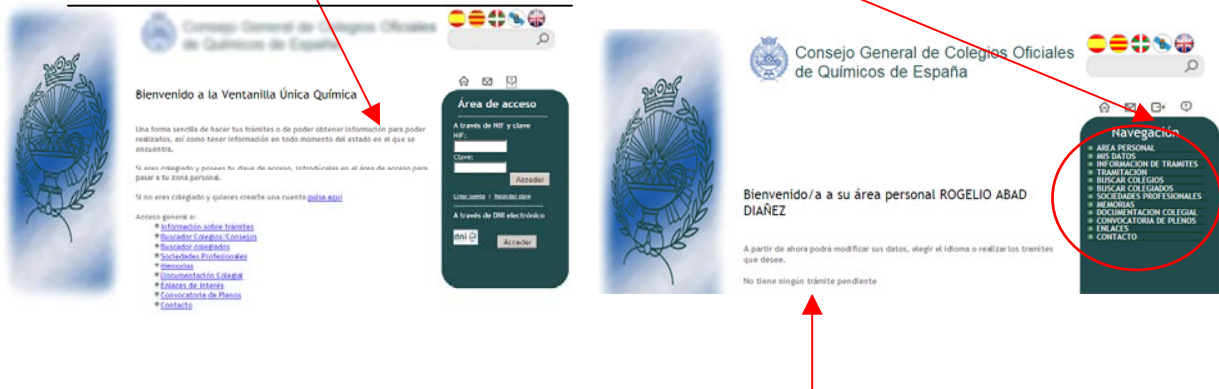 Consejo General de Colegios Oficiales
de Químicos de España
Bienvenido a la Ventanilla Única Química
Una forma sencilla de hacer tus trámites o de poder obtener información para poder
realizarlos, así como tener información en todo momento del estado en el que se
encuentra.
Si eres colegiado y posees tu clave de acceso, introdúcelas en el área de acceso para
pasar a tu zona personal.
Si no eres colegiado y quieres crearte una cuenta pulsa aquí
Acceso general a:
Información sobre trámites
Buscador Colegios/Consejos
Buscador colegiados
Sociedades Profesionales
Memorias
Documentación Colegial
Enlaces de Interés
Convocatoria de Plenos
Contacto
Área de acceso
A través de NIF y clave
NIF:
Clave:
Acceder
Crear cuenta | Recordar clave
A través de DNI electrónico
dni
Acceder
Consejo General de Colegios Oficiales
de Químicos de España
Bienvenido/a a su área personal ROGELIO ABAD
DIAÑEZ
A partir de ahora podrá modificar sus datos, elegir el idioma o realizar los tramites
que desee.
No tiene ningún trámite pendiente
Navegación
AREA PERSONAL
MIS DATOS
INFORMACION DE TRAMITES
TRAMITACIÓN
BUSCAR COLEGIOS
BUSCAR COLEGIADOS
SOCIEDADES PROFESIONALES
MEMORIAS
DOCUMENTACIÓN COLEGIAL
CONVOCATORIA DE PLENOS
ENLACES
CONTACTO